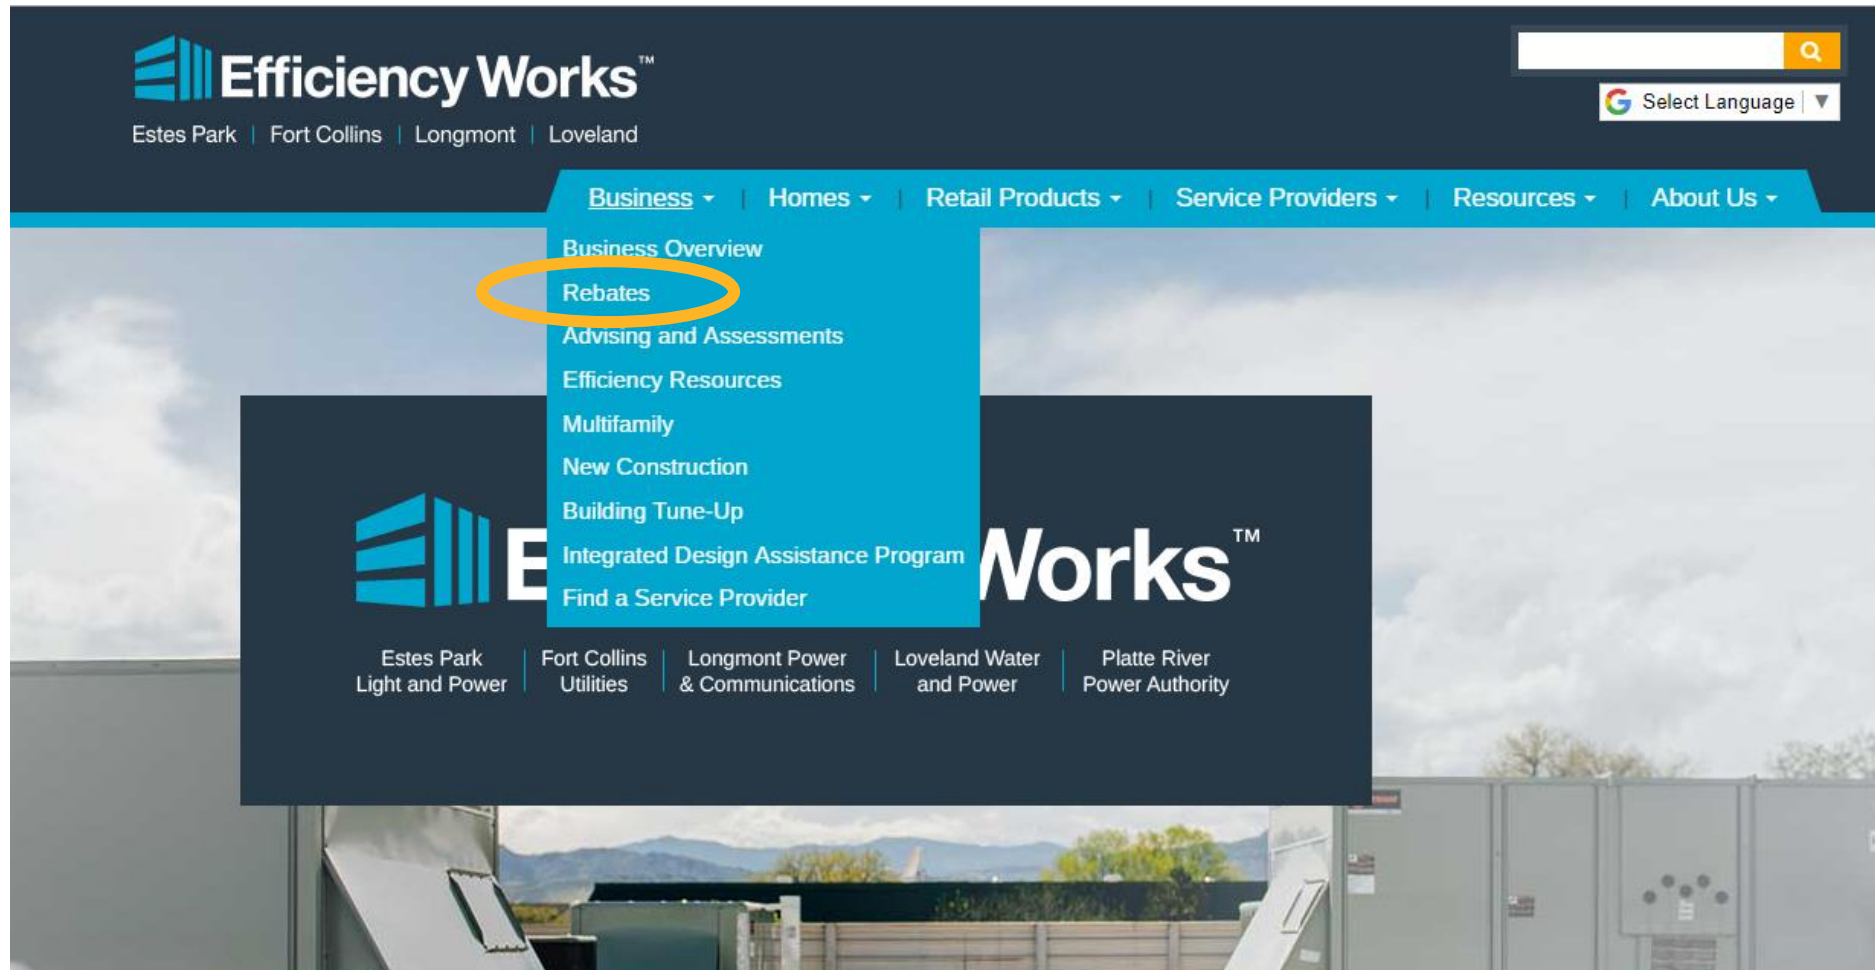 Efficiency Works™
Estes Park | Fort Collins | Longmont | Loveland
Select Language
Business
Homes
Retail Products
Service Providers
Resources
About Us
Business Overview
Rebates
Advising and Assessments
Efficiency Resources
Multifamily
New Construction
Building Tune-Up
Integrated Design Assistance Program
Find a Service Provider
E
Works™
Estes Park
Light and Power
Fort Collins
Utilities
Longmont Power
& Communications
Loveland Water
and Power
Platte River
Power Authority